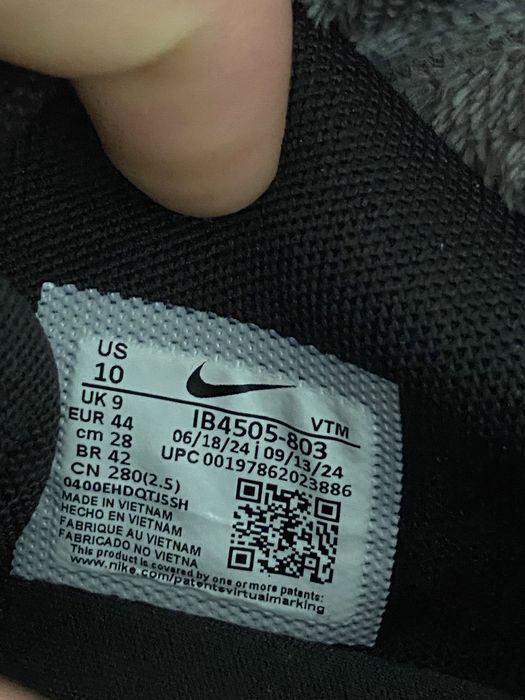 US
10
UK 9
EUR 44
cm 28
BR 42
CN 280(2.5)
VTM
IB4505-803
06/18/24 | 09/13/24
UPC 00197862023886
0400EHDQTJ5SH
MADE IN VIETNAM
HECHO EN VIETNAM
FABRIQUE AU VIETNAM
FABRICADO NO VIETNA
This product is covered by one or more patents:
www.nike.com/patentsvirtualmarking